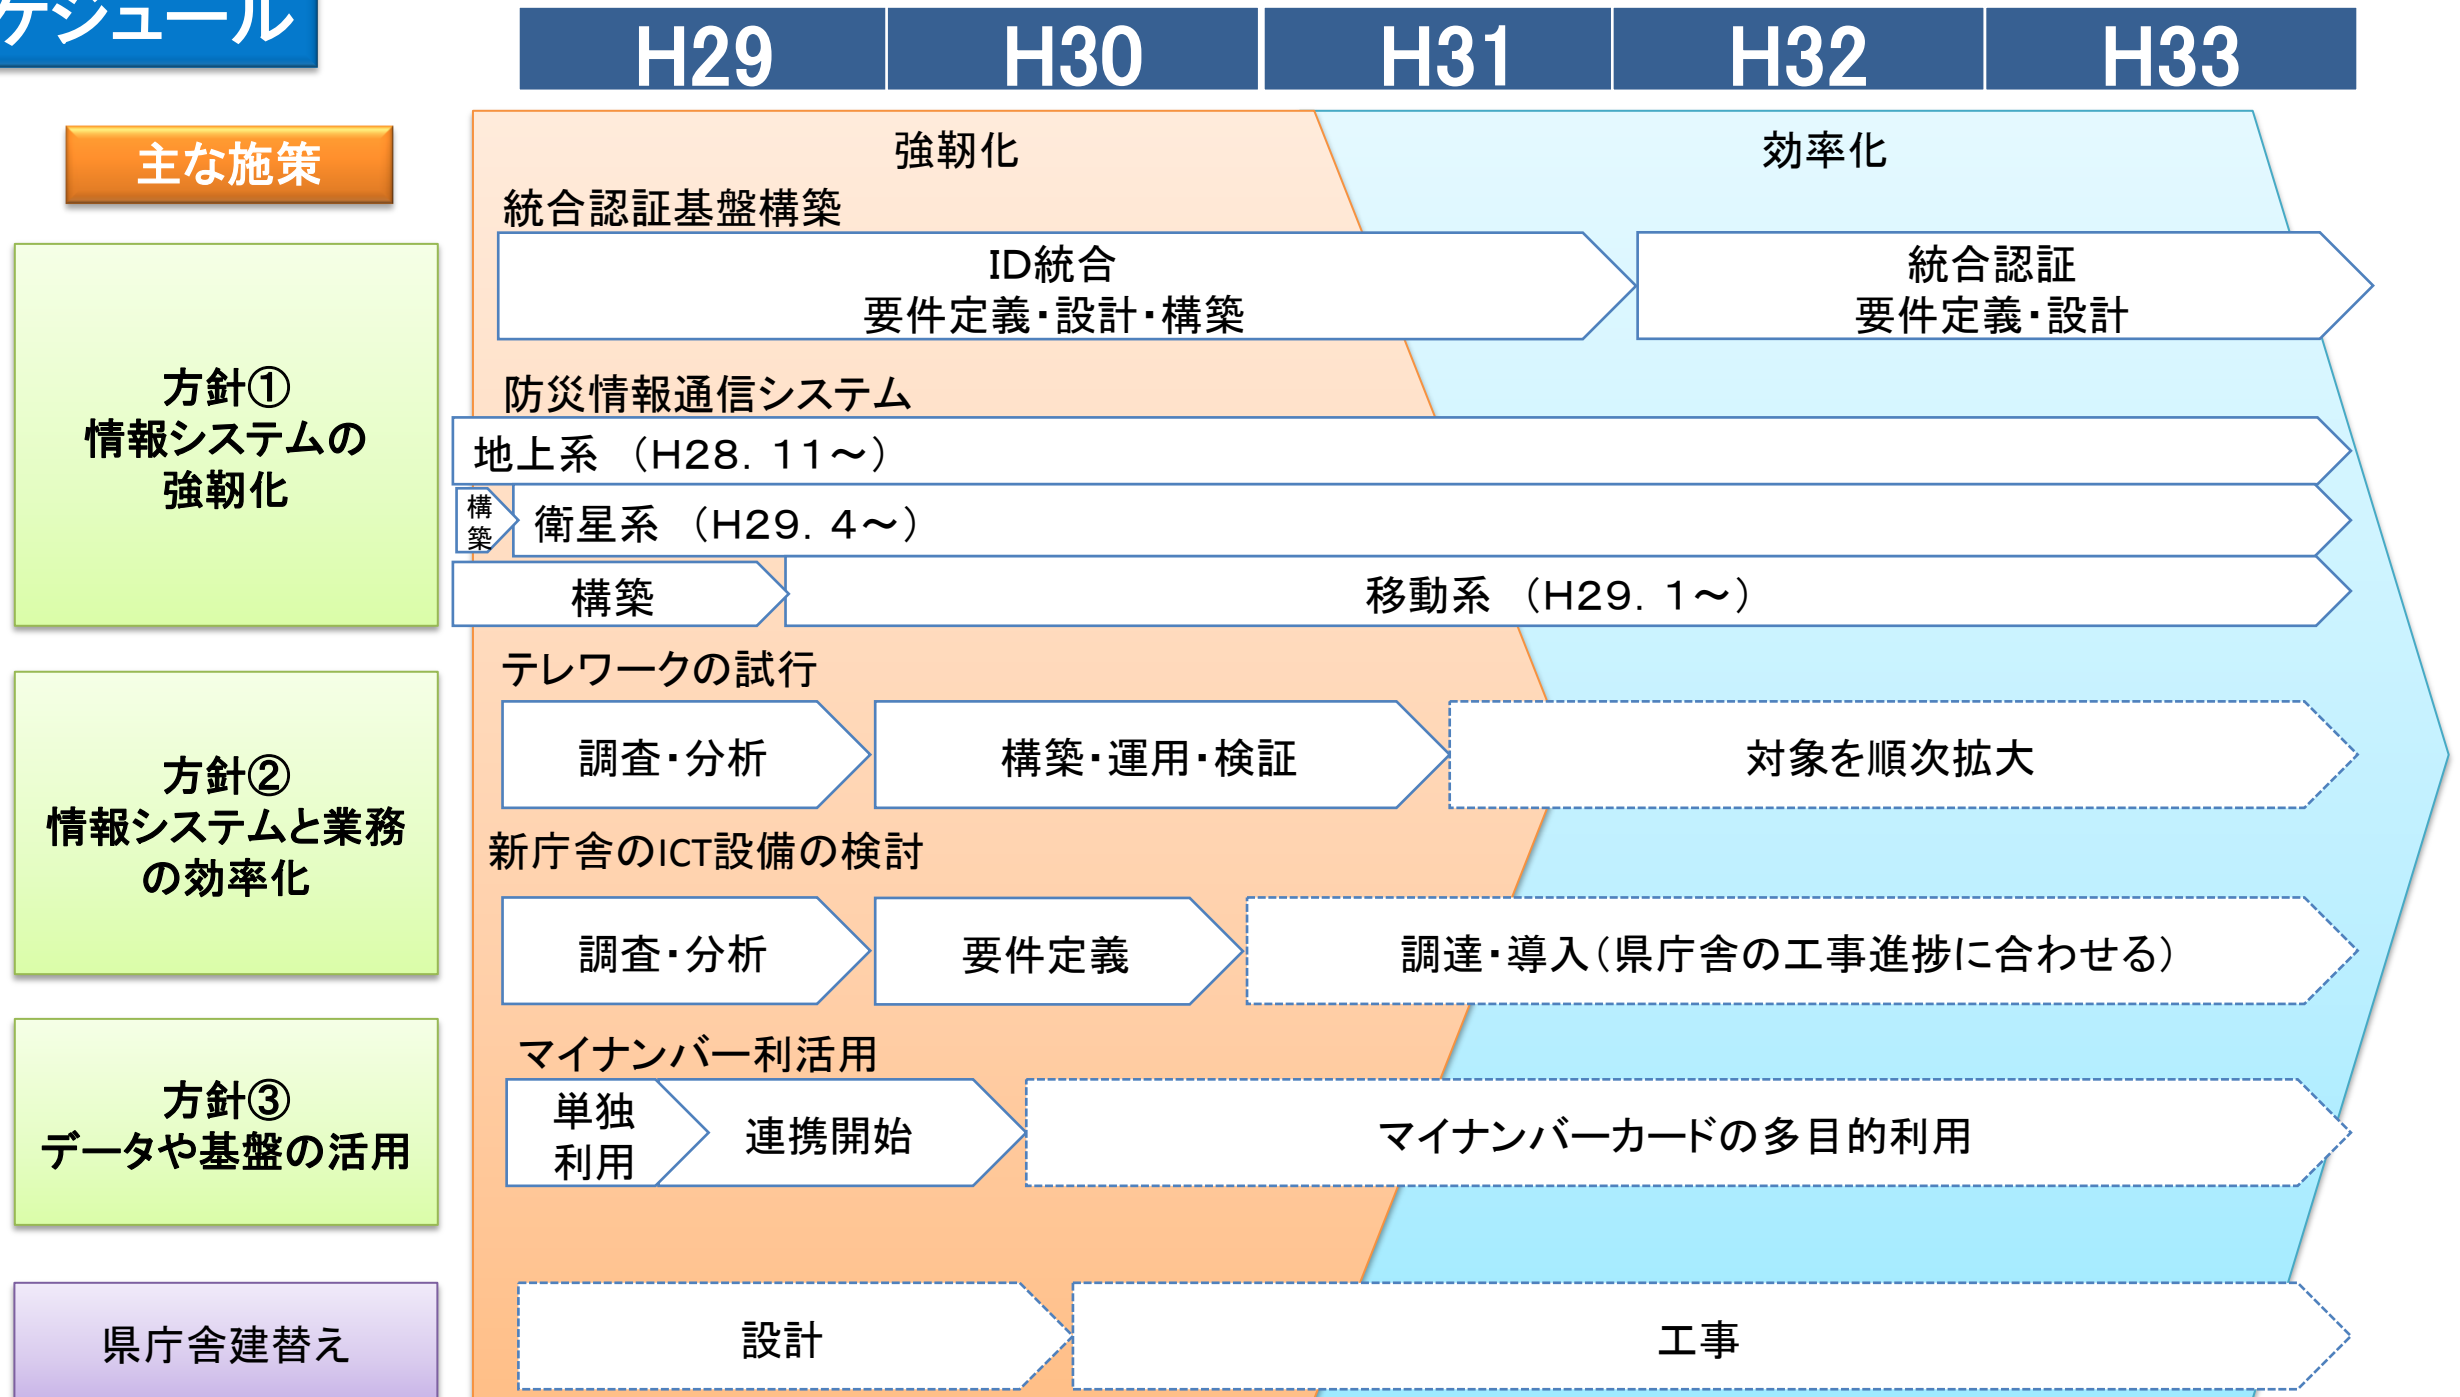 ケジュール
H29 H30 H31 H32 H33
主な施策
強靭化
効率化
方針①
情報システムの
強靭化
統合認証基盤構築
ID統合
要件定義・設計・構築
統合認証
要件定義・設計
防災情報通信システム
地上系 （H28．11～）
構
築
衛星系 （H29．4～）
構築
移動系 （H29．1～）
方針②
情報システムと業務
の効率化
テレワークの試行
調査・分析
構築・運用・検証
対象を順次拡大
新庁舎のICT設備の検討
調査・分析
要件定義
調達・導入（県庁舎の工事進捗に合わせる）
方針③
データや基盤の活用
マイナンバー利活用
単独
利用
連携開始
マイナンバーカードの多目的利用
県庁舎建替え
設計
工事